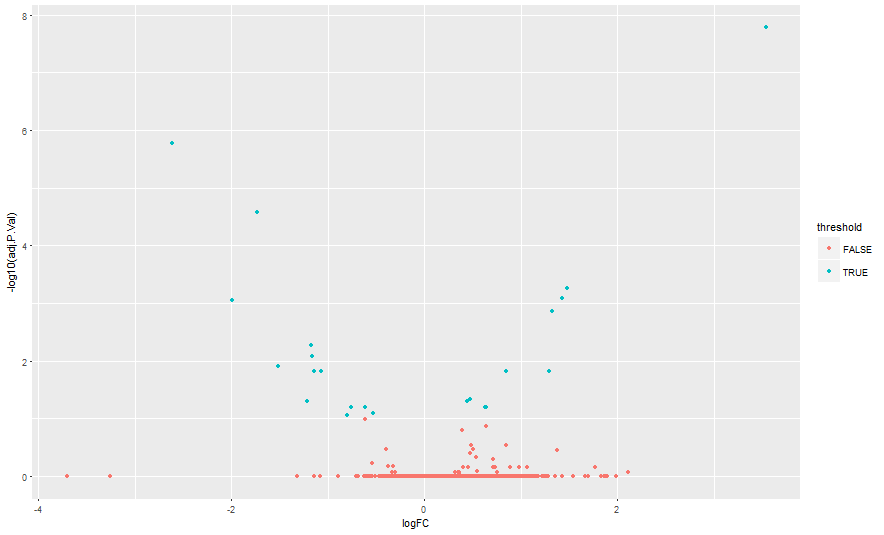 8
6
4
2
0
-log10(adj.P.Val)
-4
-2
0
2
logFC
threshold
FALSE
TRUE